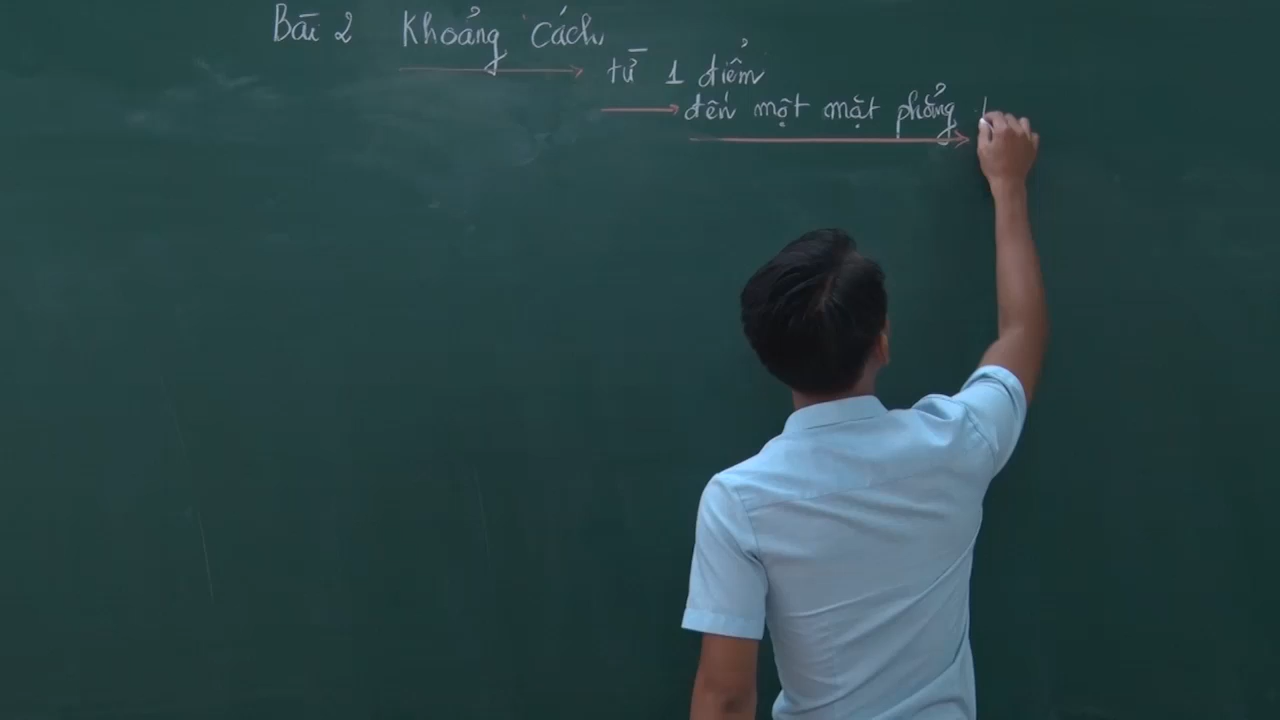 Bài 2 Khoảng cách
từ 1 điểm
đến một mặt phẳng